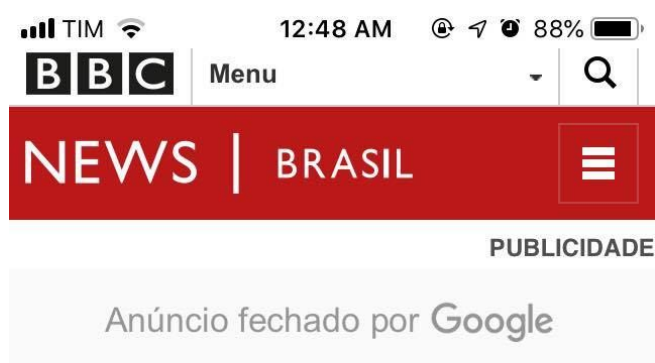 TIM 12:48 AM 88%
BBC Menu
NEWS | BRASIL
PUBLICIDADE
Anúncio fechado por Google